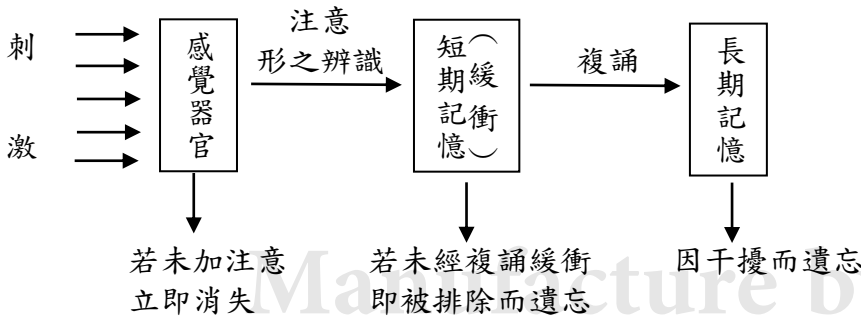 刺
激
感覺器官
注意
形之辨識
短期記憶
（緩衝）
複誦
長期記憶
若未加注意
立即消失
若未經複誦緩衝
即被排除而遺忘
因干擾而遺忘
Manufacture b